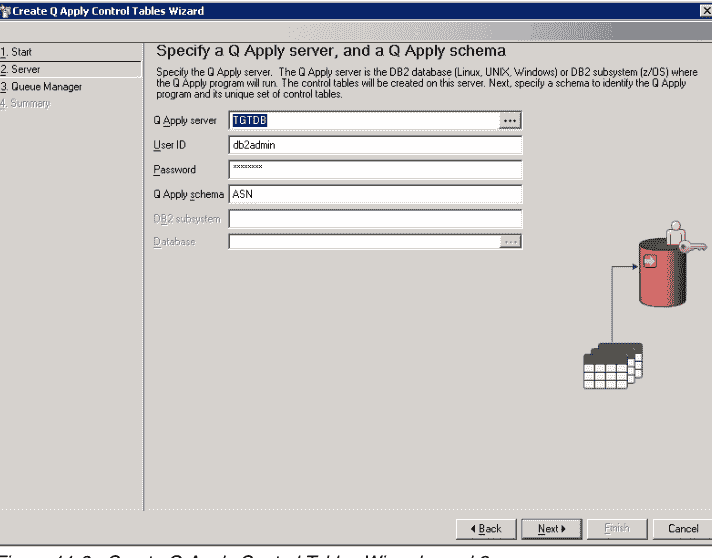 Create Q Apply Control Tables Wizard
1. Start
2. Server
3. Queue Manager
4. Summary
Specify a Q Apply server, and a Q Apply schema
Specify the Q Apply server. The Q Apply server is the DB2 database (Linux, UNIX, Windows) or DB2 subsystem (z/OS) where
the Q Apply program will run. The control tables will be created on this server. Next, specify a schema to identify the Q Apply
program and its unique set of control tables.
Q Apply server TGTDB ...
User ID db2admin
Password ********
Q Apply schema ASN
DB2 subsystem
Database ...
Back Next Finish Cancel